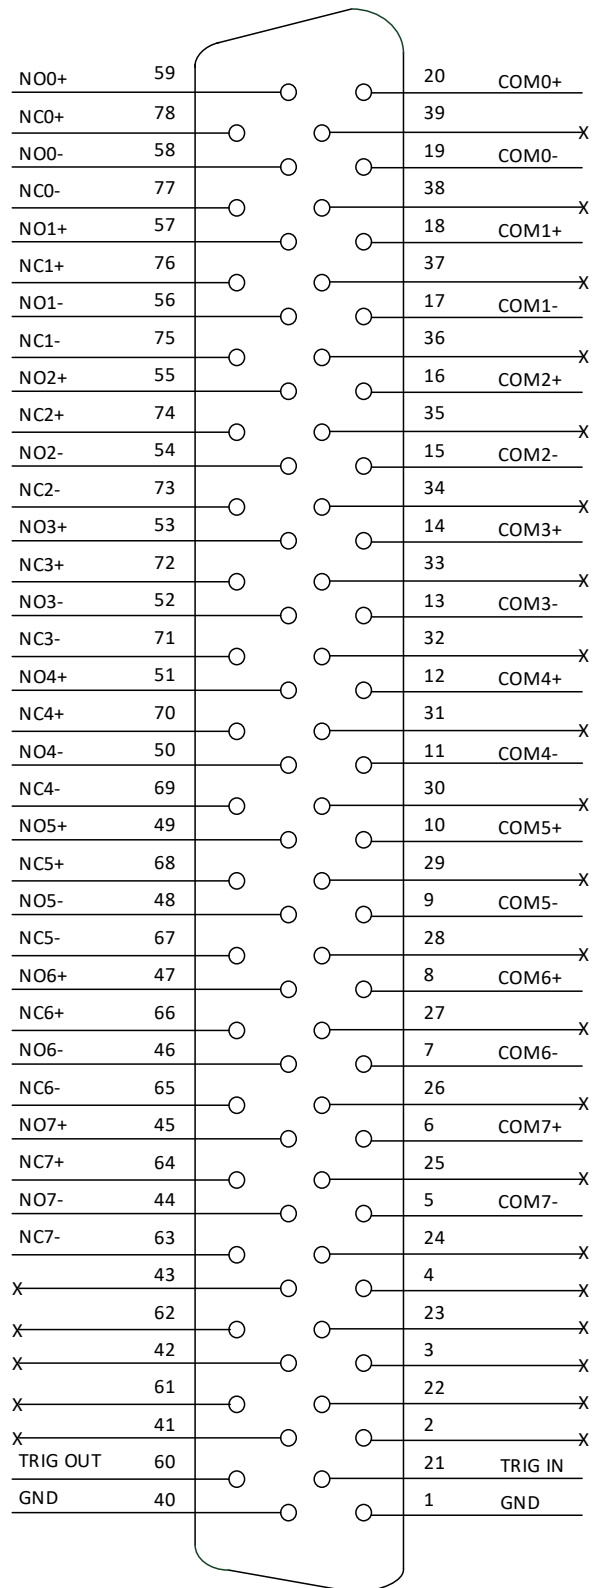 NO0+ 59 20 COM0+
NC0+ 78 39 X
NO0- 58 19 COM0-
NC0- 77 38 X
NO1+ 57 18 COM1+
NC1+ 76 37 X
NO1- 56 17 COM1-
NC1- 75 36 X
NO2+ 55 16 COM2+
NC2+ 74 35 X
NO2- 54 15 COM2-
NC2- 73 34 X
NO3+ 53 14 COM3+
NC3+ 72 33 X
NO3- 52 13 COM3-
NC3- 71 32 X
NO4+ 51 12 COM4+
NC4+ 70 31 X
NO4- 50 11 COM4-
NC4- 69 30 X
NO5+ 49 10 COM5+
NC5+ 68 29 X
NO5- 48 9 COM5-
NC5- 67 28 X
NO6+ 47 8 COM6+
NC6+ 66 27 X
NO6- 46 7 COM6-
NC6- 65 26 X
NO7+ 45 6 COM7+
NC7+ 64 25 X
NO7- 44 5 COM7-
NC7- 63 24 X
X 43 4 X
X 62 23 X
X 42 3 X
X 61 22 X
X 41 2 X
TRIG OUT 60 21 TRIG IN
GND 40 1 GND